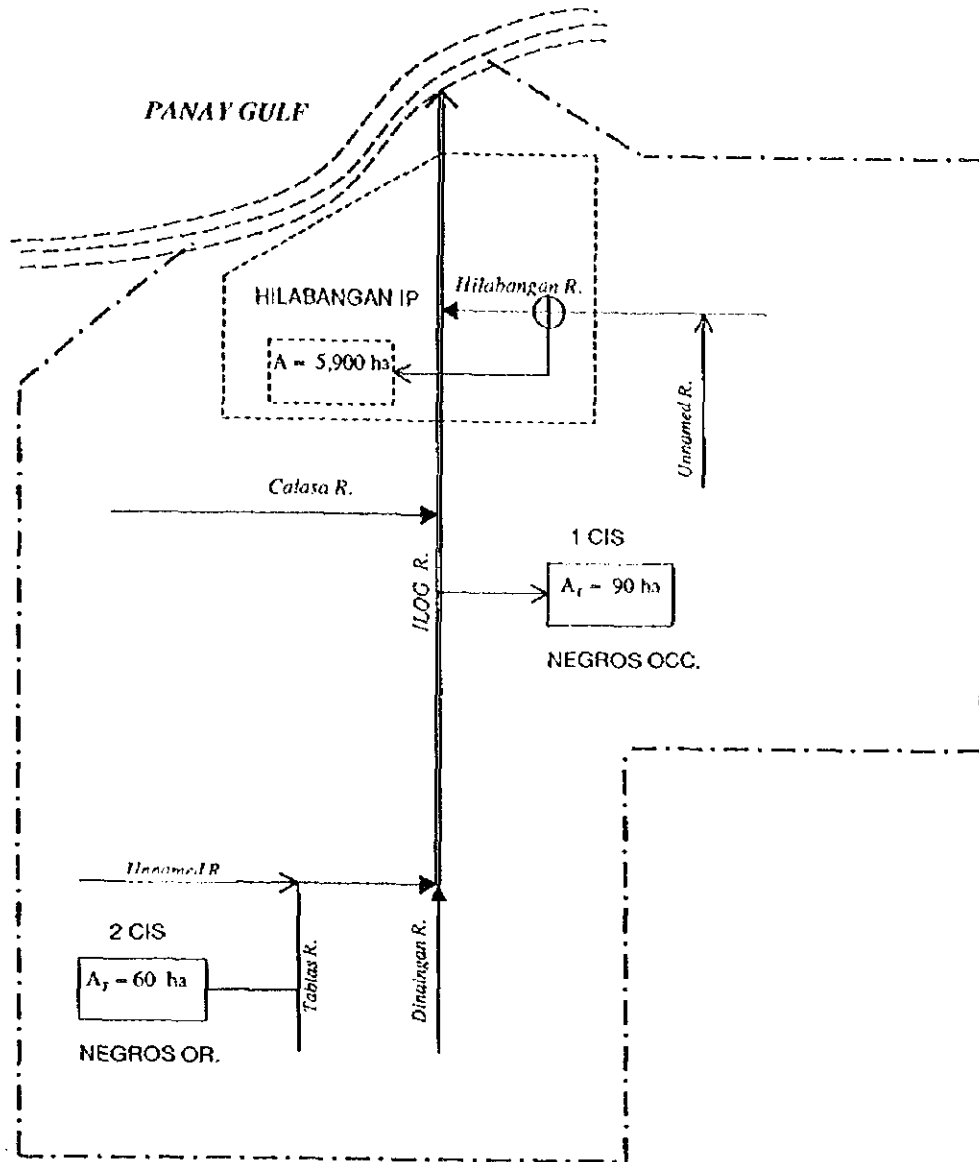 PANAY GULF
Hilabangan R.
HILABANGAN IP
A = 5,900 ha
Unnamed R.
Calasa R.
1 CIS
Ar = 90 ha
ILOG R.
NEGROS OCC.
Unnamed R
2 CIS
Ar = 60 ha
Tablas R.
Dinaingan R.
NEGROS OR.